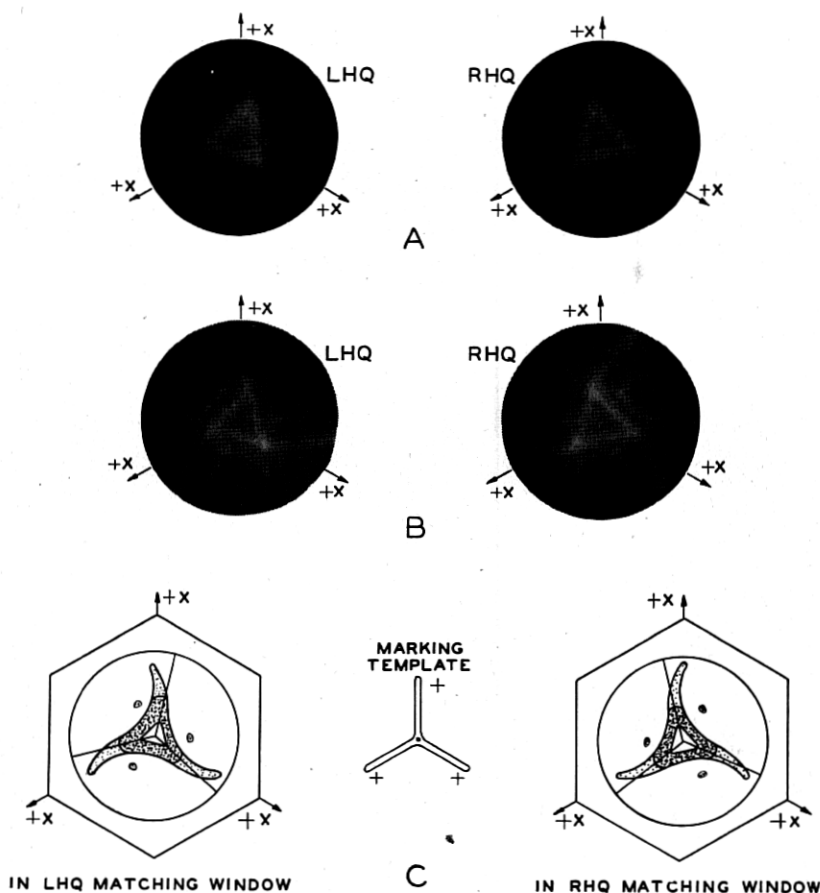 +X
+X
LHQ
RHQ
+X
+X
+X
+X
A
+X
+X
LHQ
RHQ
+X
+X
+X
+X
B
+X
+X
MARKING
TEMPLATE
+
+
+
+X
+X
+X
+X
IN LHQ MATCHING WINDOW
C
IN RHQ MATCHING WINDOW